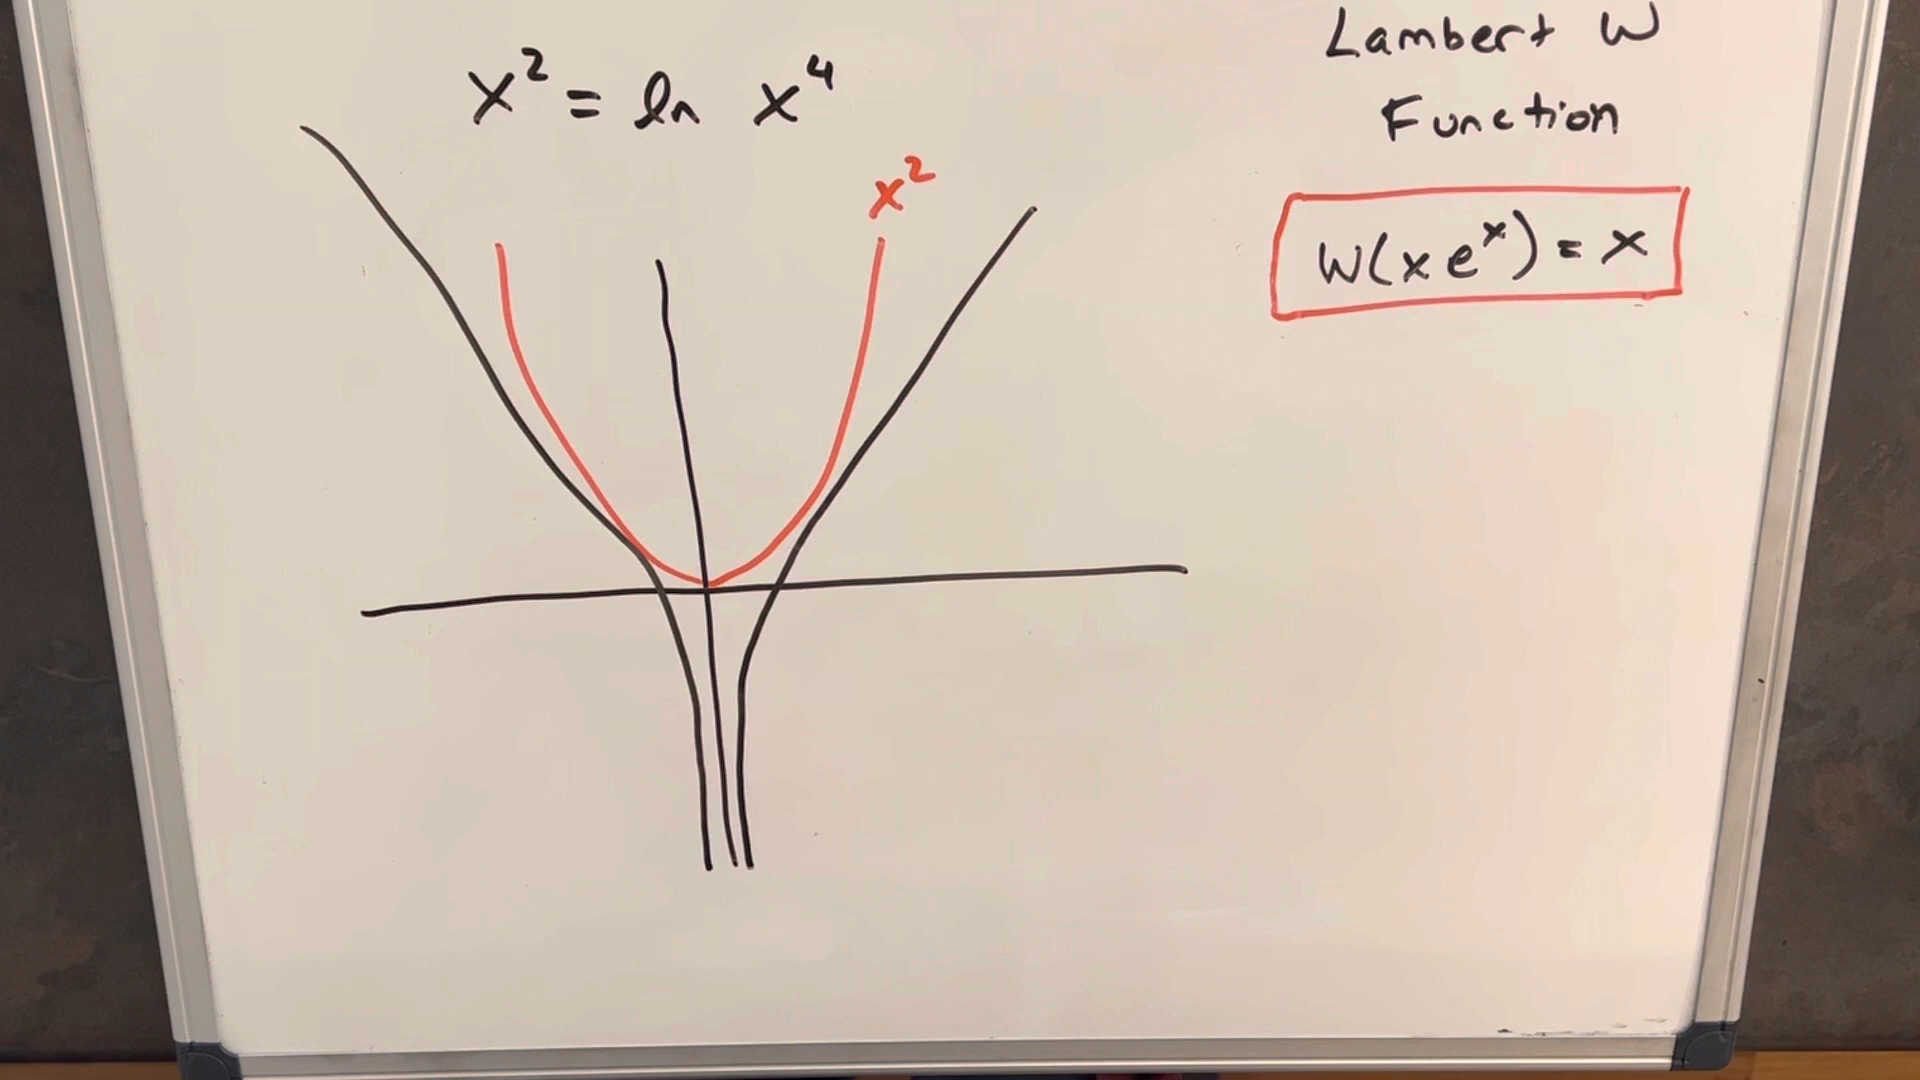 x² = ln x⁴
x²
Lambert W
Function
W(xeˣ) = x